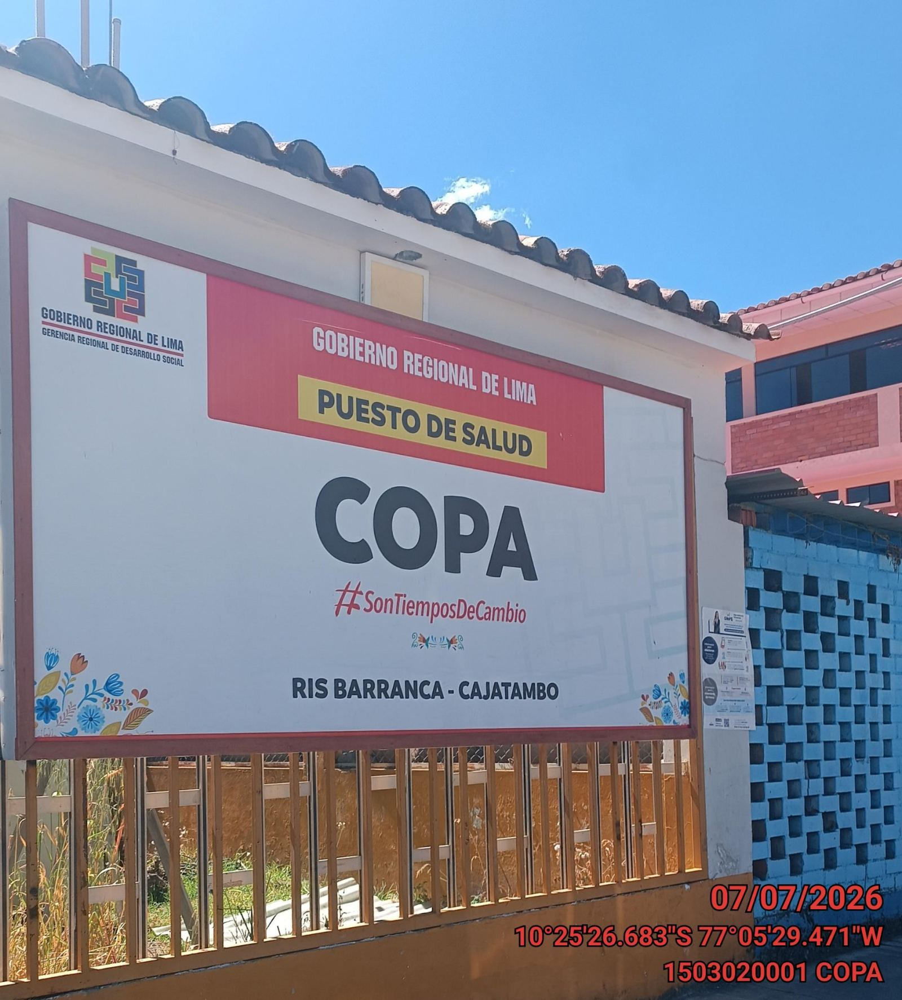 GOBIERNO REGIONAL DE LIMA
GERENCIA REGIONAL DE DESARROLLO SOCIAL
GOBIERNO REGIONAL DE LIMA
PUESTO DE SALUD
COPA
#SonTiemposDeCambio
RIS BARRANCA - CAJATAMBO
07/07/2026
10°25'26.683"S 77°05'29.471"W
1503020001 COPA